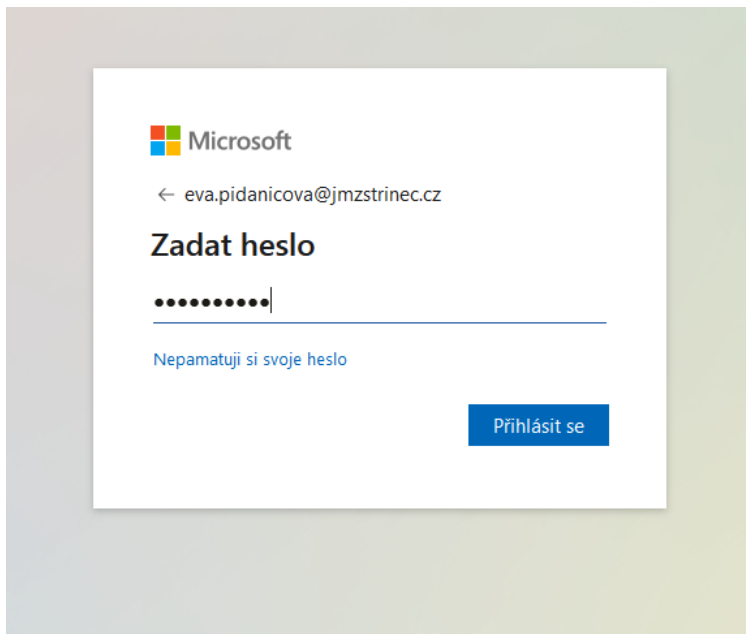 Microsoft
← eva.pidanicova@jmzstrinec.cz
Zadat heslo
••••••••••
Nepamatuji si svoje heslo
Přihlásit se